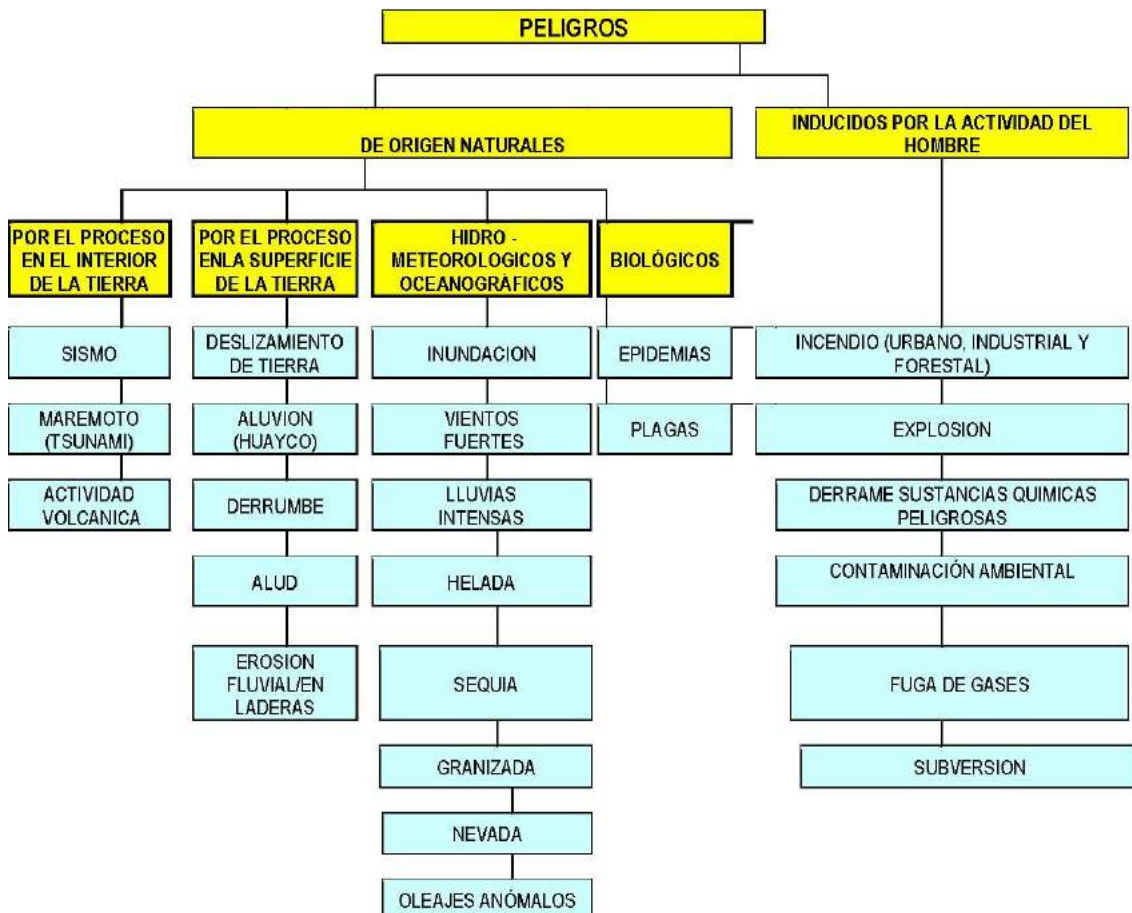 PELIGROS
DE ORIGEN NATURALES
INDUCIDOS POR LA ACTIVIDAD DEL
HOMBRE
POR EL PROCESO
EN EL INTERIOR
DE LA TIERRA
POR EL PROCESO
ENLA SUPERFICIE
DE LA TIERRA
HIDRO -
METEOROLOGICOS Y
OCEANOGRÀFICOS
BIOLÓGICOS
SISMO
MAREMOTO
(TSUNAMI)
ACTIVIDAD
VOLCANICA
DESLIZAMIENTO
DE TIERRA
ALUVION
(HUAYCO)
DERRUMBE
ALUD
EROSION
FLUVIAL/EN
LADERAS
INUNDACION
VIENTOS
FUERTES
LLUVIAS
INTENSAS
HELADA
SEQUIA
GRANIZADA
NEVADA
OLEAJES ANÓMALOS
EPIDEMIAS
PLAGAS
INCENDIO (URBANO, INDUSTRIAL Y
FORESTAL)
EXPLOSION
DERRAME SUSTANCIAS QUIMICAS
PELIGROSAS
CONTAMINACIÓN AMBIENTAL
FUGA DE GASES
SUBVERSION